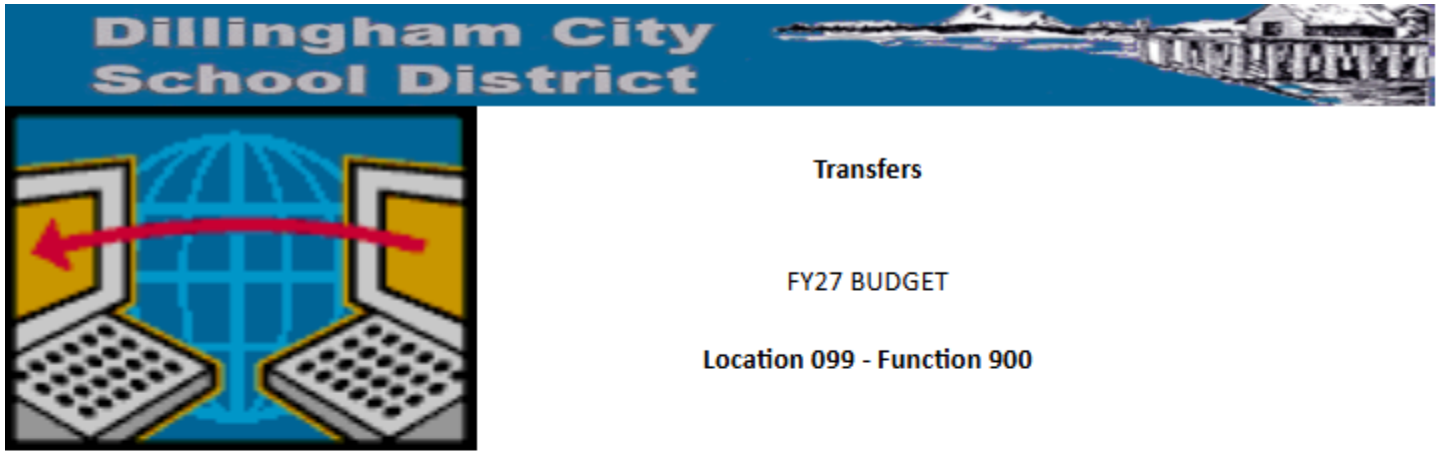 Dillingham City
School District
Transfers
FY27 BUDGET
Location 099 - Function 900